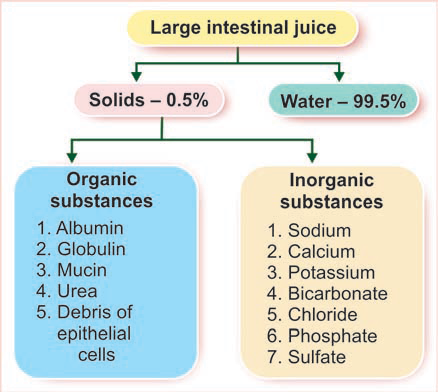 Large intestinal juice
Solids – 0.5%
Water – 99.5%
Organic
substances
1. Albumin
2. Globulin
3. Mucin
4. Urea
5. Debris of
epithelial
cells
Inorganic
substances
1. Sodium
2. Calcium
3. Potassium
4. Bicarbonate
5. Chloride
6. Phosphate
7. Sulfate